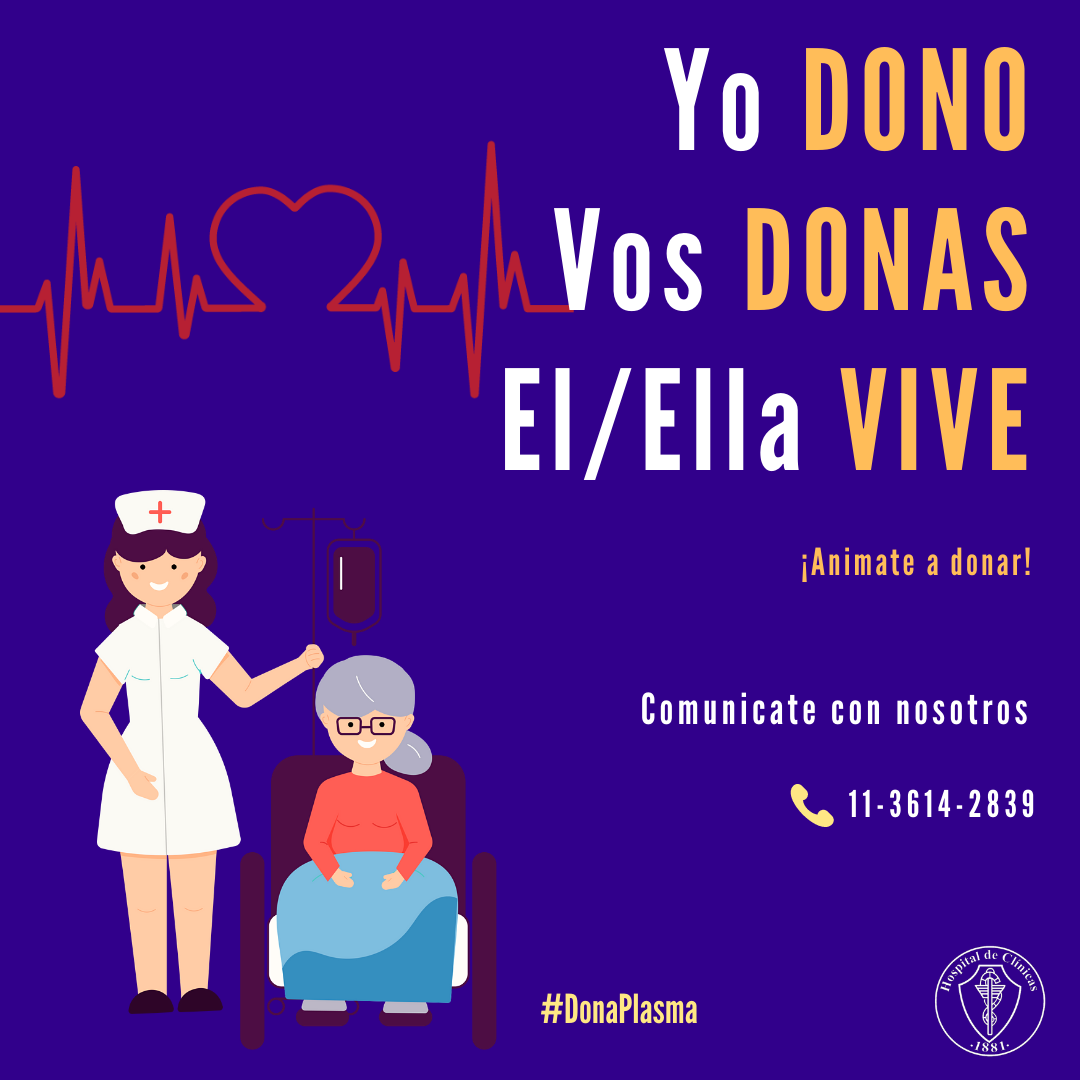 Yo DONO
Vos DONAS
El/Ella VIVE
¡Animate a donar!
Comunicate con nosotros
11-3614-2839
#DonaPlasma
Hospital de Clínicas
·1881·